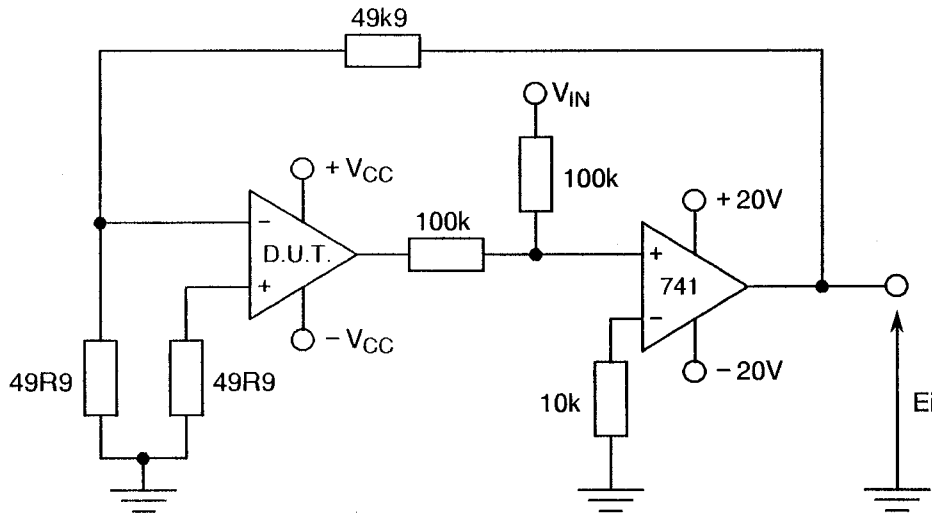 49k9
V_IN
+ V_CC
100k
100k
+ 20V
−
D.U.T.
+
+
741
−
− V_CC
− 20V
49R9
49R9
10k
Ei